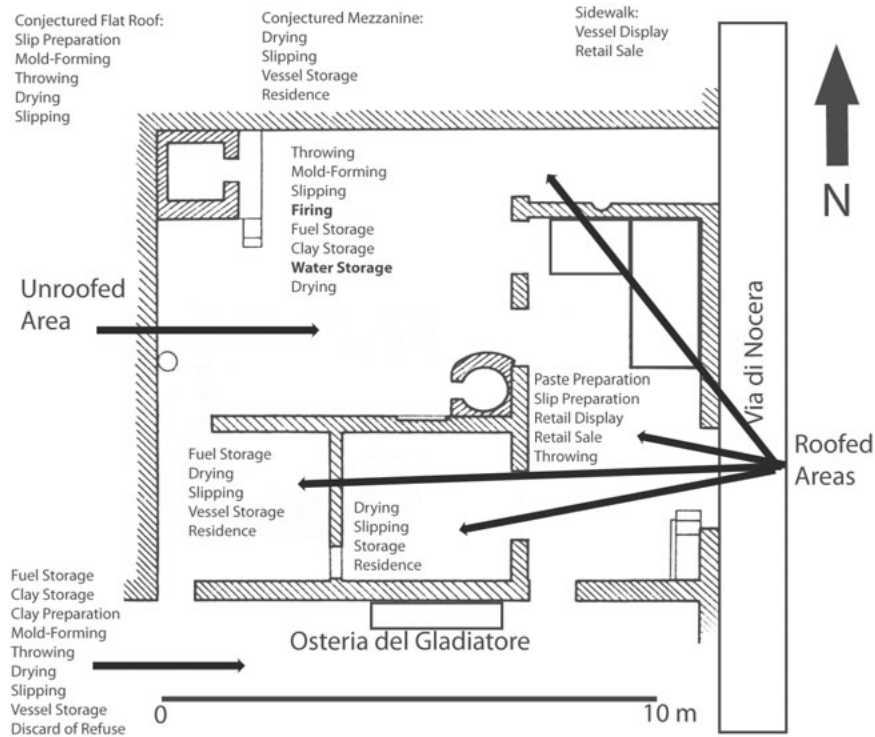 Conjectured Flat Roof:
Slip Preparation
Mold-Forming
Throwing
Drying
Slipping
Conjectured Mezzanine:
Drying
Slipping
Vessel Storage
Residence
Sidewalk:
Vessel Display
Retail Sale
N
Throwing
Mold-Forming
Slipping
Firing
Fuel Storage
Clay Storage
Water Storage
Drying
Unroofed
Area
Via di Nocera
Paste Preparation
Slip Preparation
Retail Display
Retail Sale
Throwing
Roofed
Areas
Fuel Storage
Drying
Slipping
Vessel Storage
Residence
Drying
Slipping
Storage
Residence
Fuel Storage
Clay Storage
Clay Preparation
Mold-Forming
Throwing
Drying
Slipping
Vessel Storage
Discard of Refuse
Osteria del Gladiatore
0
10 m